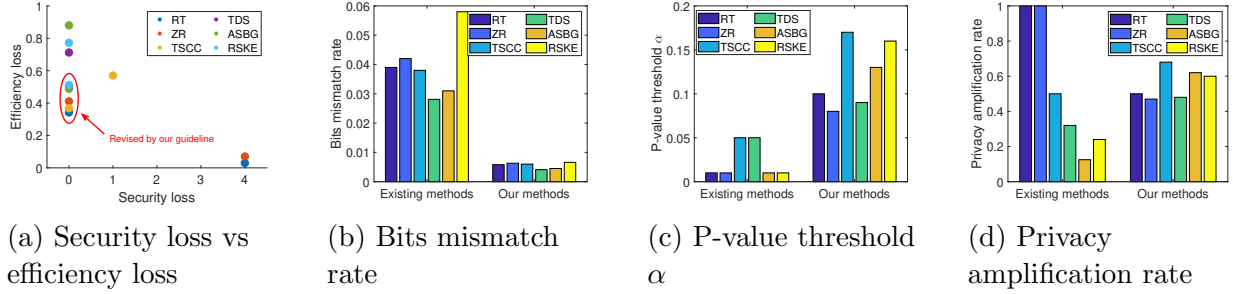 RT TDS
ZR ASBG
TSCC RSKE
1
0.8
0.6
0.4
0.2
0
Efficiency loss
Revised by our guideline
0 1 2 3 4
Security loss
(a) Security loss vs
efficiency loss
RT TDS
ZR ASBG
TSCC RSKE
0.06
0.05
0.04
0.03
0.02
0.01
0.00
Bits mismatch rate
Existing methods Our methods
(b) Bits mismatch
rate
RT TDS
ZR ASBG
TSCC RSKE
0.2
0.15
0.1
0.05
0
P-value threshold α
Existing methods Our methods
(c) P-value threshold
α
RT TDS
ZR ASBG
TSCC RSKE
1
0.8
0.6
0.4
0.2
0
Privacy amplification rate
Existing methods Our methods
(d) Privacy
amplification rate